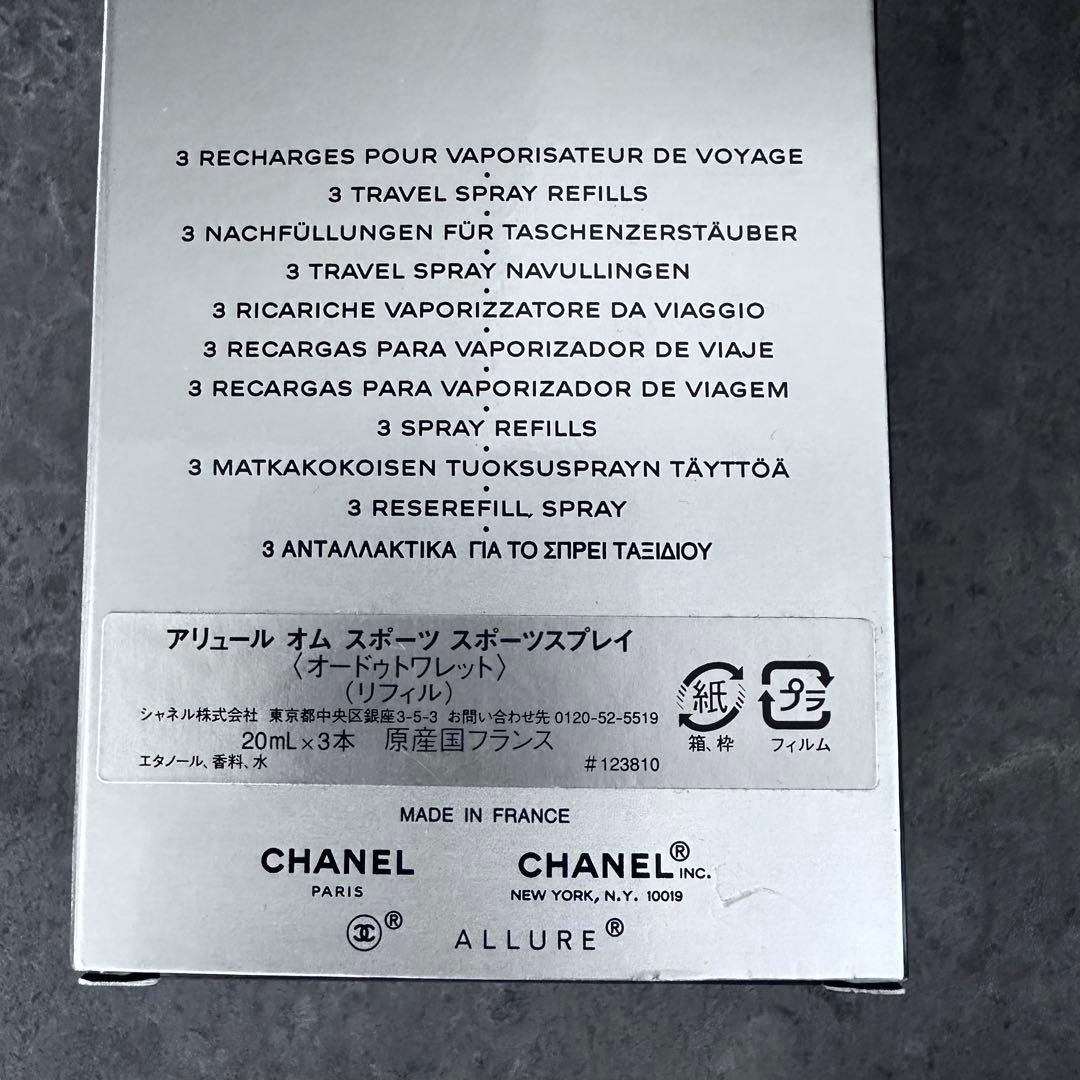 3 RECHARGES POUR VAPORISATEUR DE VOYAGE
3 TRAVEL SPRAY REFILLS
3 NACHFÜLLUNGEN FÜR TASCHENZERSTÄUBER
3 TRAVEL SPRAY NAVULLINGEN
3 RICARICHE VAPORIZZATORE DA VIAGGIO
3 RECARGAS PARA VAPORIZADOR DE VIAJE
3 RECARGAS PARA VAPORIZADOR DE VIAGEM
3 SPRAY REFILLS
3 MATKAKOKOISEN TUOKSUSPRAYN TÄYTTÖÄ
3 RESEREFILL, SPRAY
3 ΑΝΤΑΛΛΑΚΤΙΚΑ ΓΙΑ ΤΟ ΣΠΡΕΙ ΤΑΞΙΔΙΟΥ
アリュール オム スポーツ スポーツスプレイ
〈オードゥトワレット〉
(リフィル)
シャネル株式会社 東京都中央区銀座3-5-3 お問い合わせ先 0120-52-5519
20mL×3本 原産国フランス
エタノール、香料、水 #123810
紙 プラ
箱、枠 フィルム
MADE IN FRANCE
CHANEL CHANEL® INC.
PARIS NEW YORK, N.Y. 10019
® ALLURE®